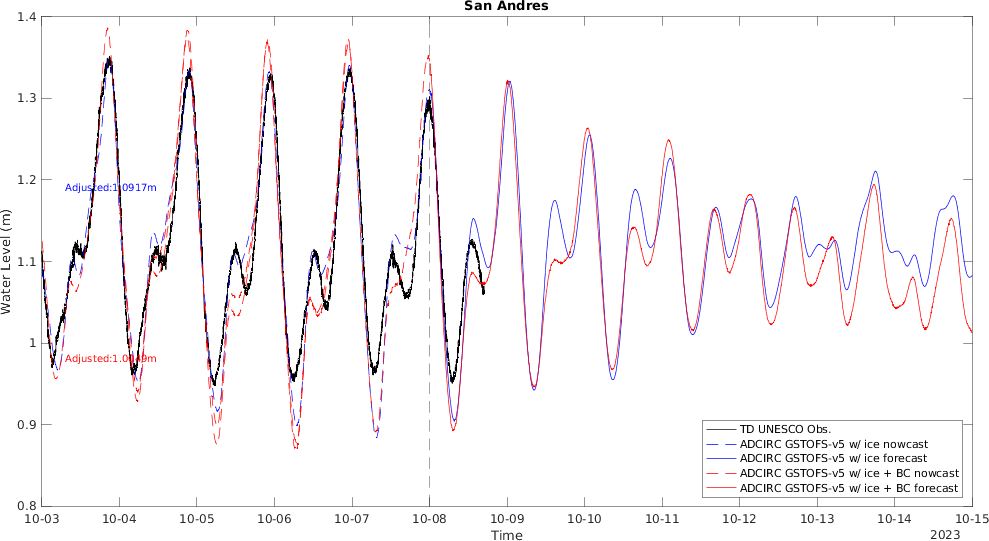 San Andres
1.4
1.3
1.2
1.1
1
0.9
0.8
Water Level (m)
Adjusted:1.0917m
10-03
10-04
10-05
10-06
10-07
10-08
10-09
10-10
10-11
10-12
10-13
10-14
10-15
Time
2023
TD UNESCO Obs.
ADCIRC GSTOFS-v5 w/ ice nowcast
ADCIRC GSTOFS-v5 w/ ice forecast
ADCIRC GSTOFS-v5 w/ ice + BC nowcast
ADCIRC GSTOFS-v5 w/ ice + BC forecast